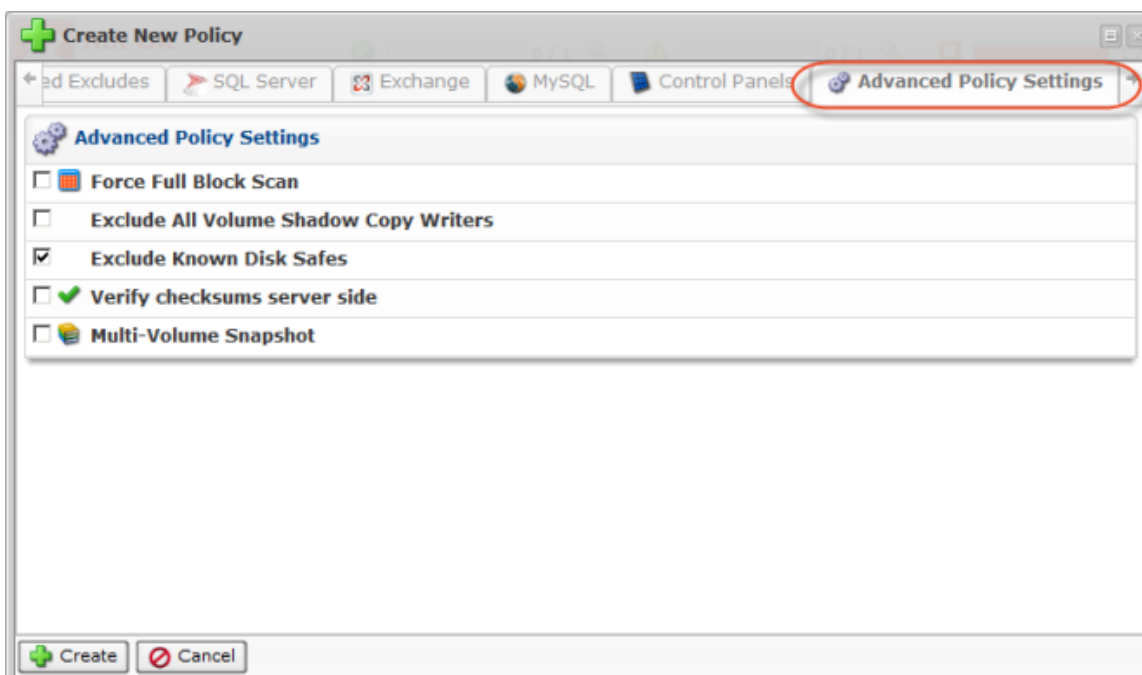 Create New Policy
ed Excludes SQL Server Exchange MySQL Control Panels Advanced Policy Settings
Advanced Policy Settings
Force Full Block Scan
Exclude All Volume Shadow Copy Writers
Exclude Known Disk Safes
Verify checksums server side
Multi-Volume Snapshot
Create Cancel